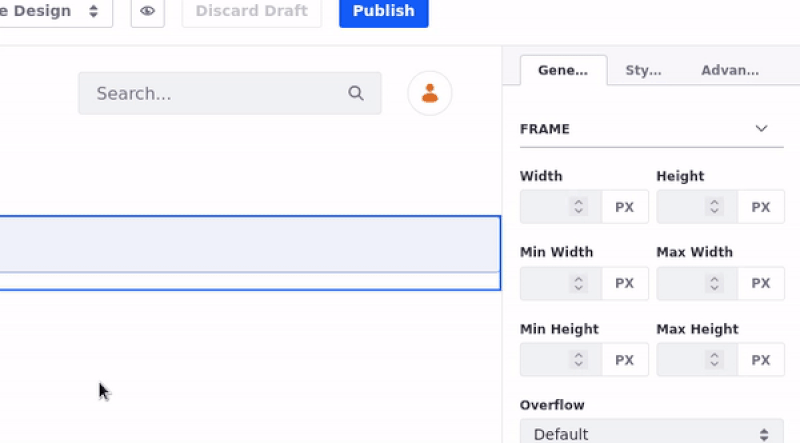 e Design
Discard Draft
Publish
Search...
Gene...
Sty...
Advan...
FRAME
Width
Height
PX
PX
Min Width
Max Width
PX
PX
Min Height
Max Height
PX
PX
Overflow
Default